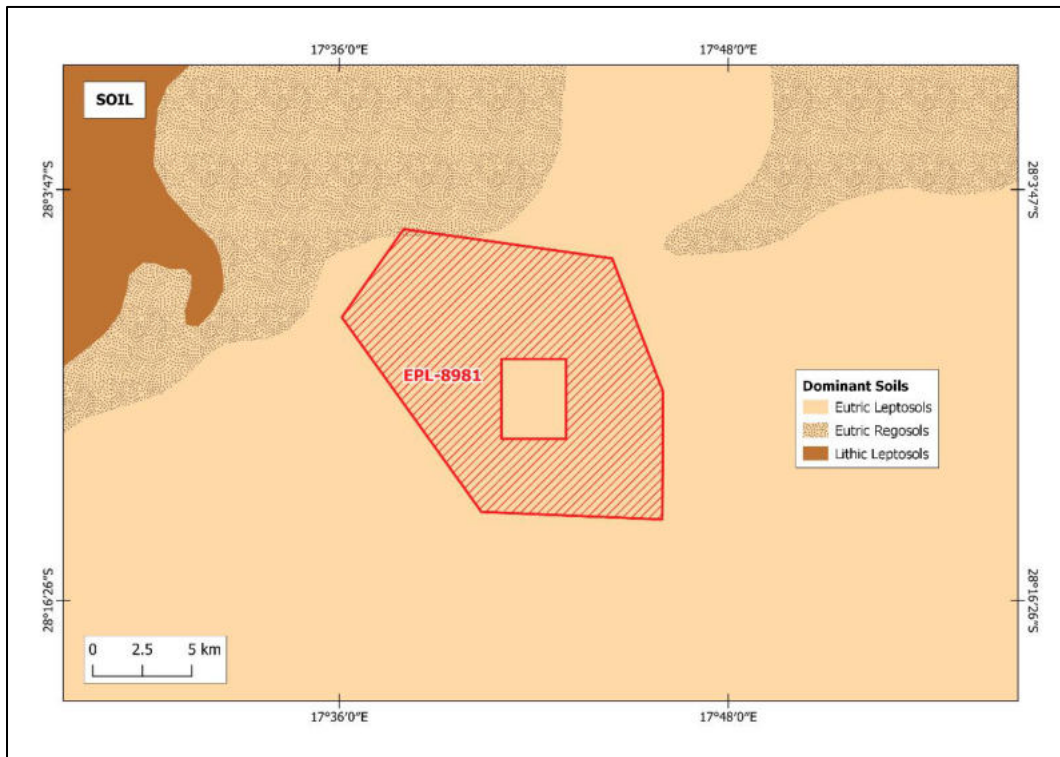 17°36'0"E
17°48'0"E
SOIL
28°3'47"S
28°3'47"S
EPL-8981
Dominant Soils
Eutric Leptosols
Eutric Regosols
Lithic Leptosols
28°16'26"S
28°16'26"S
0 2.5 5 km
17°36'0"E
17°48'0"E